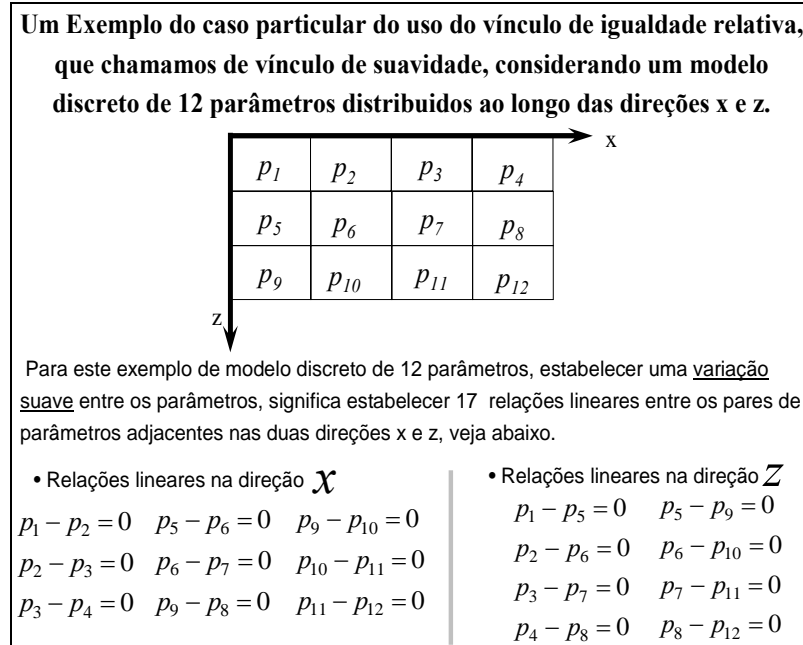 Um Exemplo do caso particular do uso do vínculo de igualdade relativa,
que chamamos de vínculo de suavidade, considerando um modelo
discreto de 12 parâmetros distribuidos ao longo das direções x e z.
x
p1 p2 p3 p4
p5 p6 p7 p8
p9 p10 p11 p12
z
Para este exemplo de modelo discreto de 12 parâmetros, estabelecer uma variação
suave entre os parâmetros, significa estabelecer 17 relações lineares entre os pares de
parâmetros adjacentes nas duas direções x e z, veja abaixo.
• Relações lineares na direção x
p1 − p2 = 0 p5 − p6 = 0 p9 − p10 = 0
p2 − p3 = 0 p6 − p7 = 0 p10 − p11 = 0
p3 − p4 = 0 p9 − p8 = 0 p11 − p12 = 0
• Relações lineares na direção z
p1 − p5 = 0 p5 − p9 = 0
p2 − p6 = 0 p6 − p10 = 0
p3 − p7 = 0 p7 − p11 = 0
p4 − p8 = 0 p8 − p12 = 0